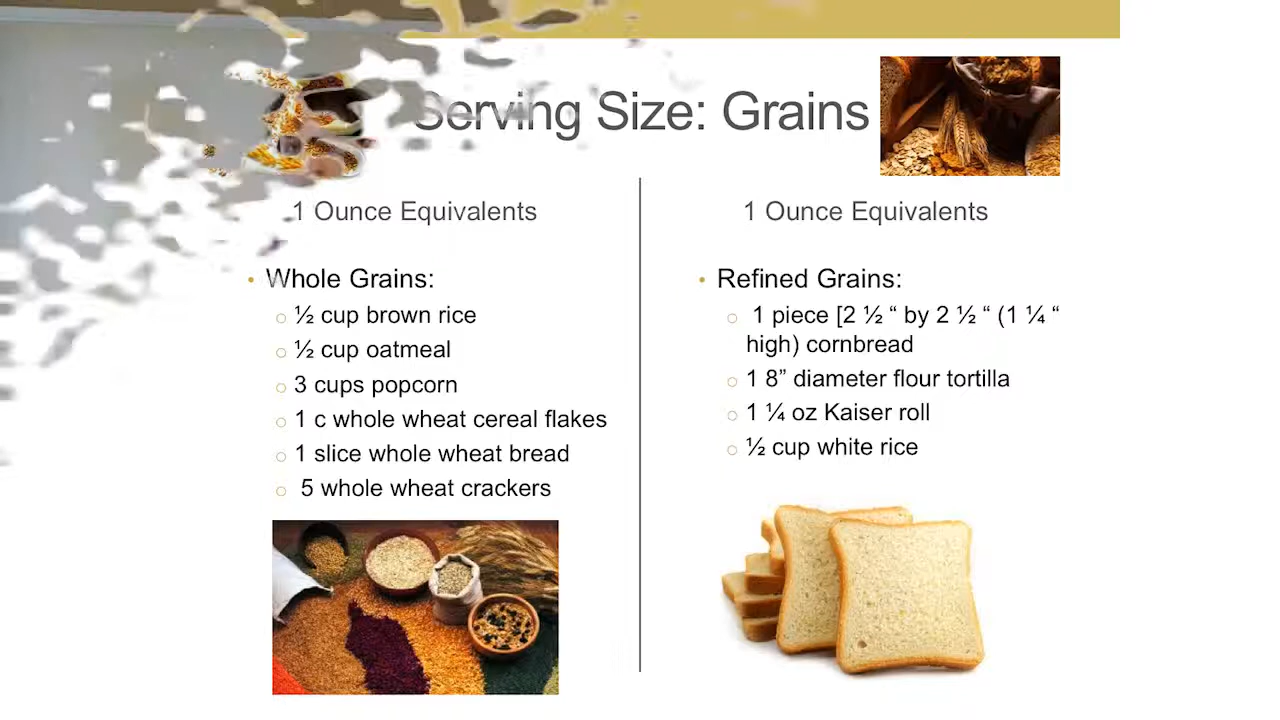 Serving Size: Grains
1 Ounce Equivalents
• Whole Grains:
○ ½ cup brown rice
○ ½ cup oatmeal
○ 3 cups popcorn
○ 1 c whole wheat cereal flakes
○ 1 slice whole wheat bread
○ 5 whole wheat crackers
1 Ounce Equivalents
• Refined Grains:
○ 1 piece [2 ½ “ by 2 ½ “ (1 ¼ “
high) cornbread
○ 1 8” diameter flour tortilla
○ 1 ¼ oz Kaiser roll
○ ½ cup white rice